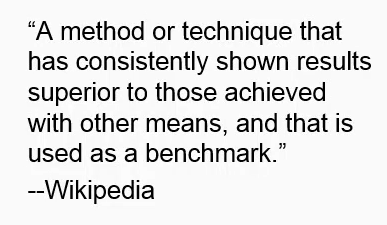 “A method or technique that
has consistently shown results
superior to those achieved
with other means, and that is
used as a benchmark.”
--Wikipedia